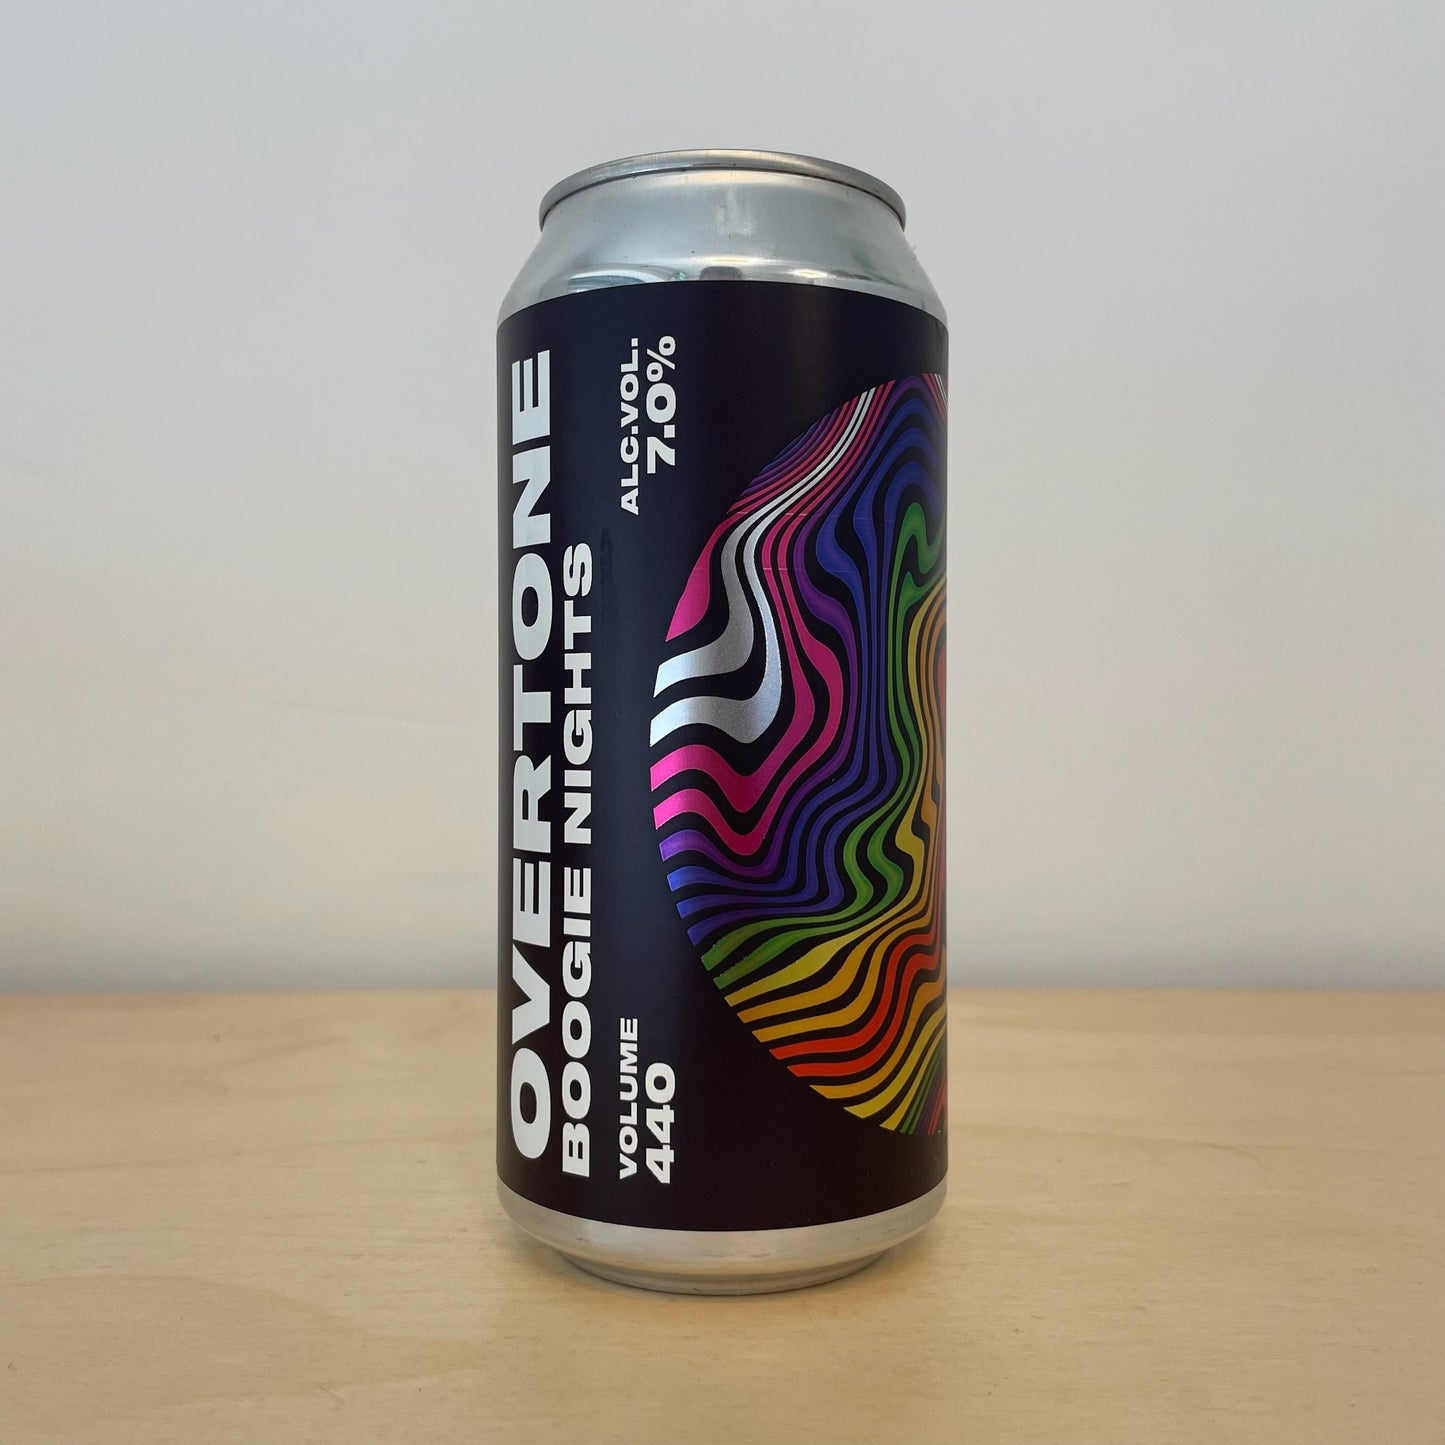 OVERTONE
BOOGIE NIGHTS
ALC.VOL.
7.0%
VOLUME
440